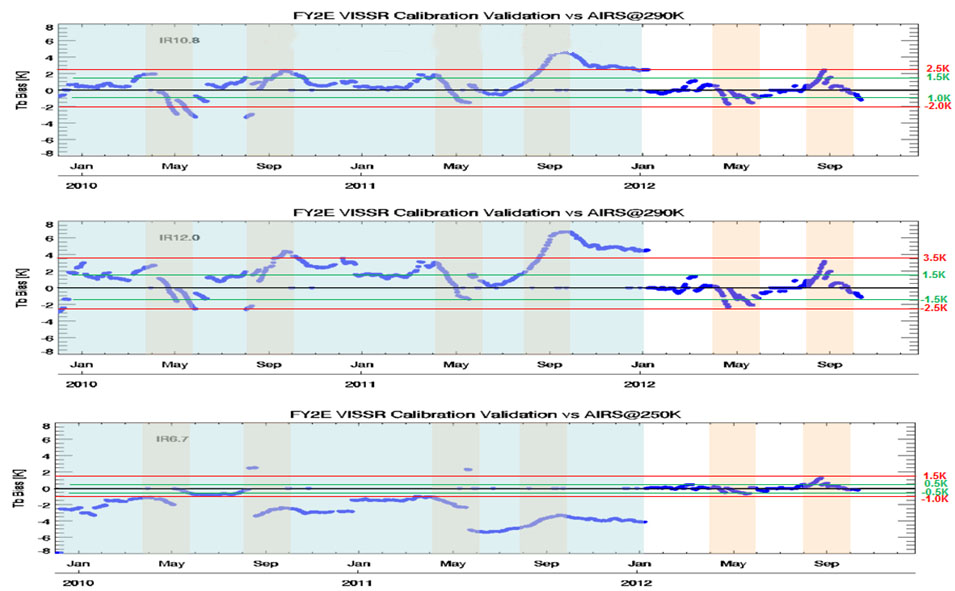 FY2E VISSR Calibration Validation vs AIRS@290K
8
6
4
2
0
-2
-4
-6
-8
Tb Bias [K]
IR10.8
2.5K
1.5K
1.0K
-2.0K
Jan May Sep Jan May Sep Jan May Sep
2010 2011 2012
FY2E VISSR Calibration Validation vs AIRS@290K
8
6
4
2
0
-2
-4
-6
-8
Tb Bias [K]
IR12.0
3.5K
1.5K
-1.5K
-2.5K
Jan May Sep Jan May Sep Jan May Sep
2010 2011 2012
FY2E VISSR Calibration Validation vs AIRS@250K
8
6
4
2
0
-2
-4
-6
-8
Tb Bias [K]
IR6.7
1.5K
0.5K
-0.5K
-1.0K
Jan May Sep Jan May Sep Jan May Sep
2010 2011 2012